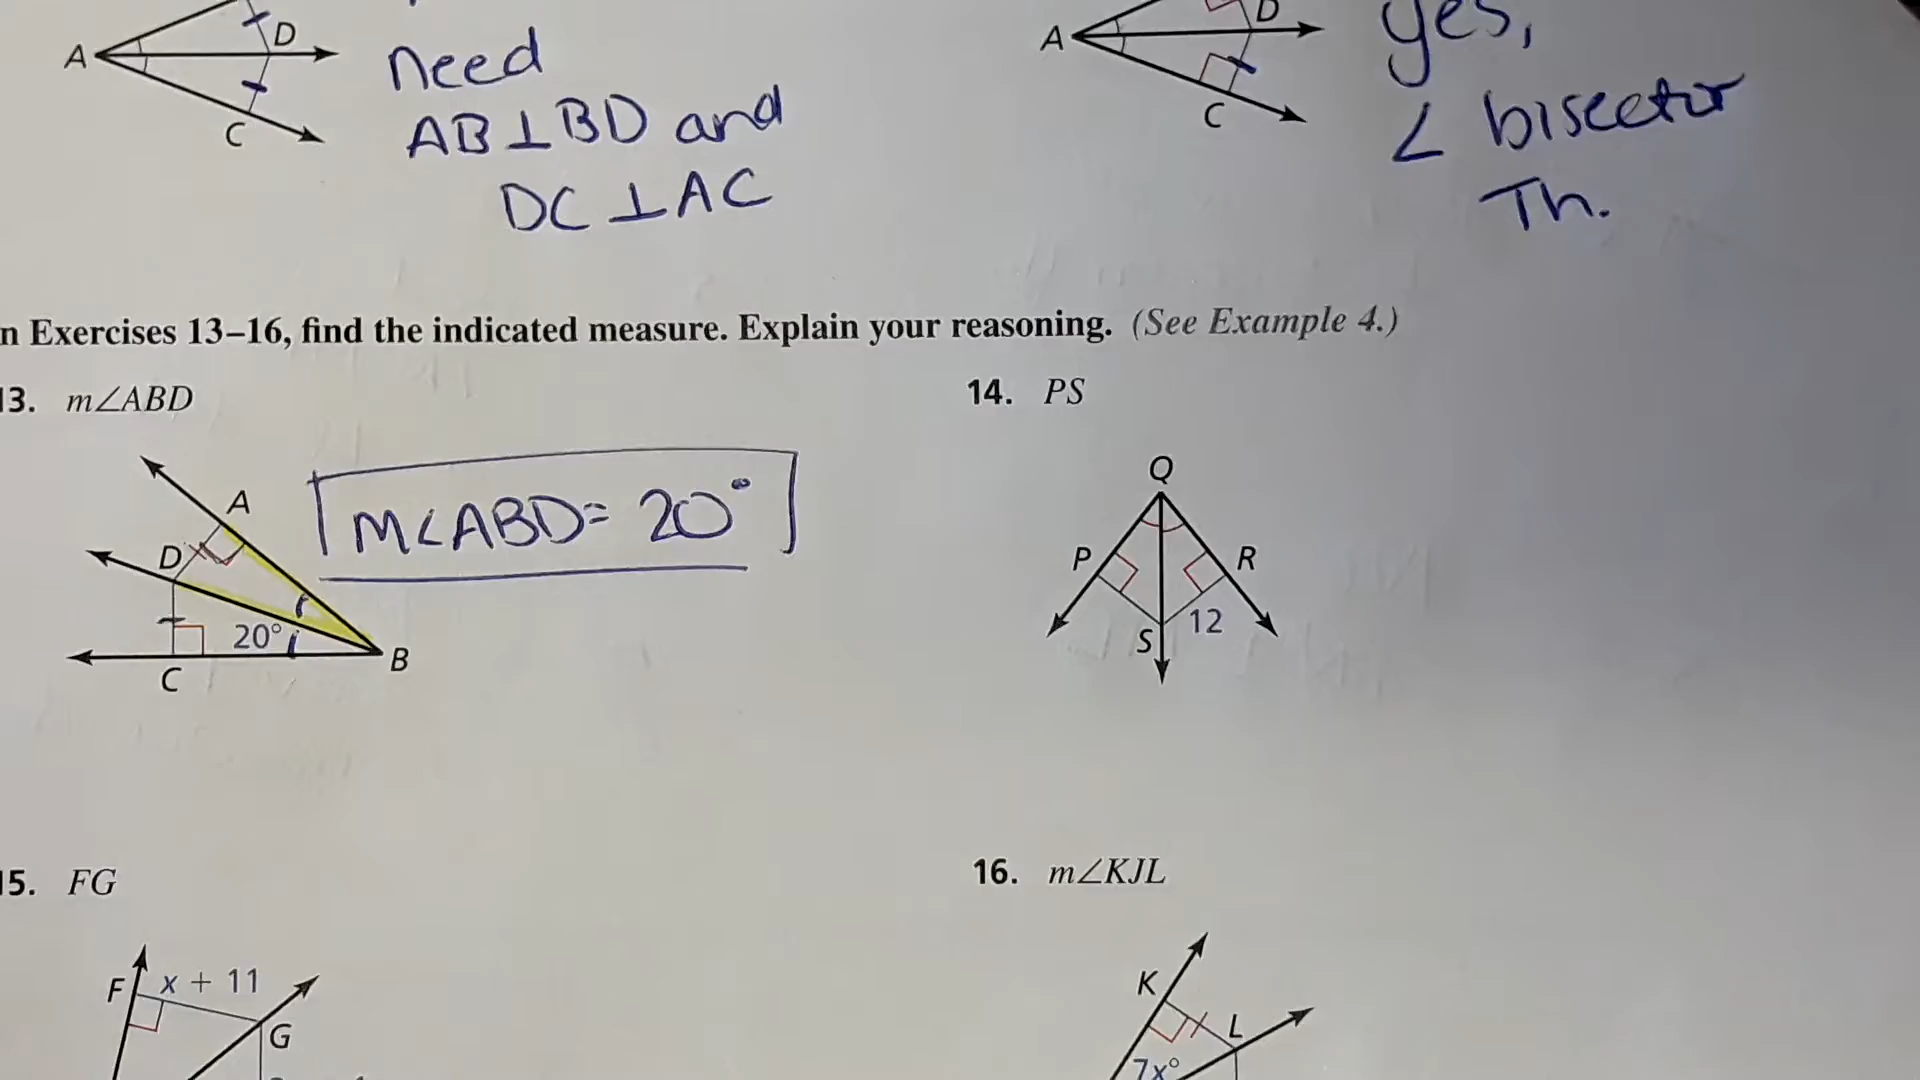 A
D
C
need
AB⊥BD and
DC⊥AC
A
D
C
yes,
∠ bisector
Th.
n Exercises 13–16, find the indicated measure. Explain your reasoning. (See Example 4.)
13. m∠ABD
A
D
20°
C
B
m∠ABD= 20°
14. PS
Q
P
R
S
12
15. FG
F
x + 11
G
16. m∠KJL
K
L
7x°